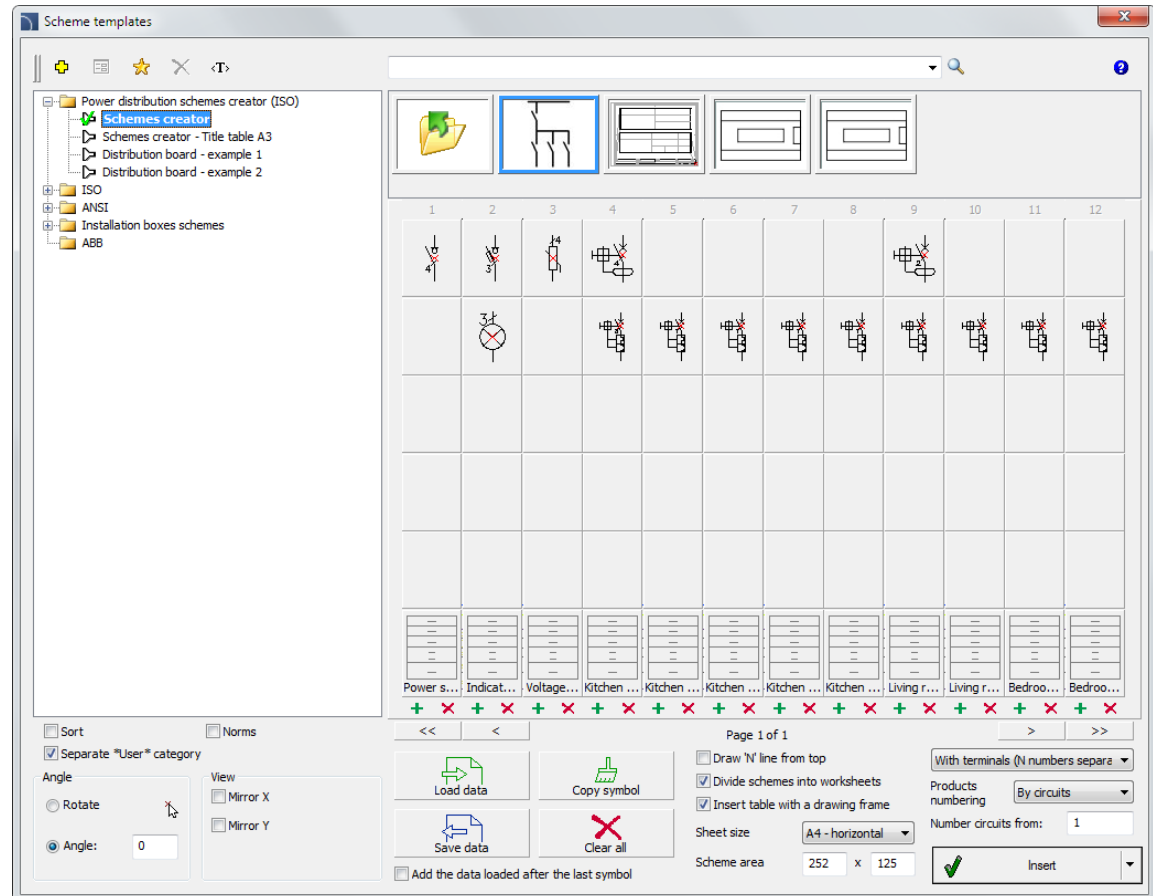 Scheme templates
<T>
Power distribution schemes creator (ISO)
Schemes creator
Schemes creator - Title table A3
Distribution board - example 1
Distribution board - example 2
ISO
ANSI
Installation boxes schemes
ABB
1 2 3 4 5 6 7 8 9 10 11 12
4 3 4 4 2
3
Power s... Indicat... Voltage... Kitchen ... Kitchen ... Kitchen ... Kitchen ... Kitchen ... Living r... Living r... Bedroo... Bedroo...
<< < Page 1 of 1 > >>
Sort Norms
Separate *User* category
Angle
Rotate
Angle: 0
View
Mirror X
Mirror Y
Load data
Copy symbol
Save data
Clear all
Add the data loaded after the last symbol
Draw 'N' line from top
Divide schemes into worksheets
Insert table with a drawing frame
Sheet size A4 - horizontal
Scheme area 252 x 125
With terminals (N numbers separa
Products
numbering By circuits
Number circuits from: 1
Insert